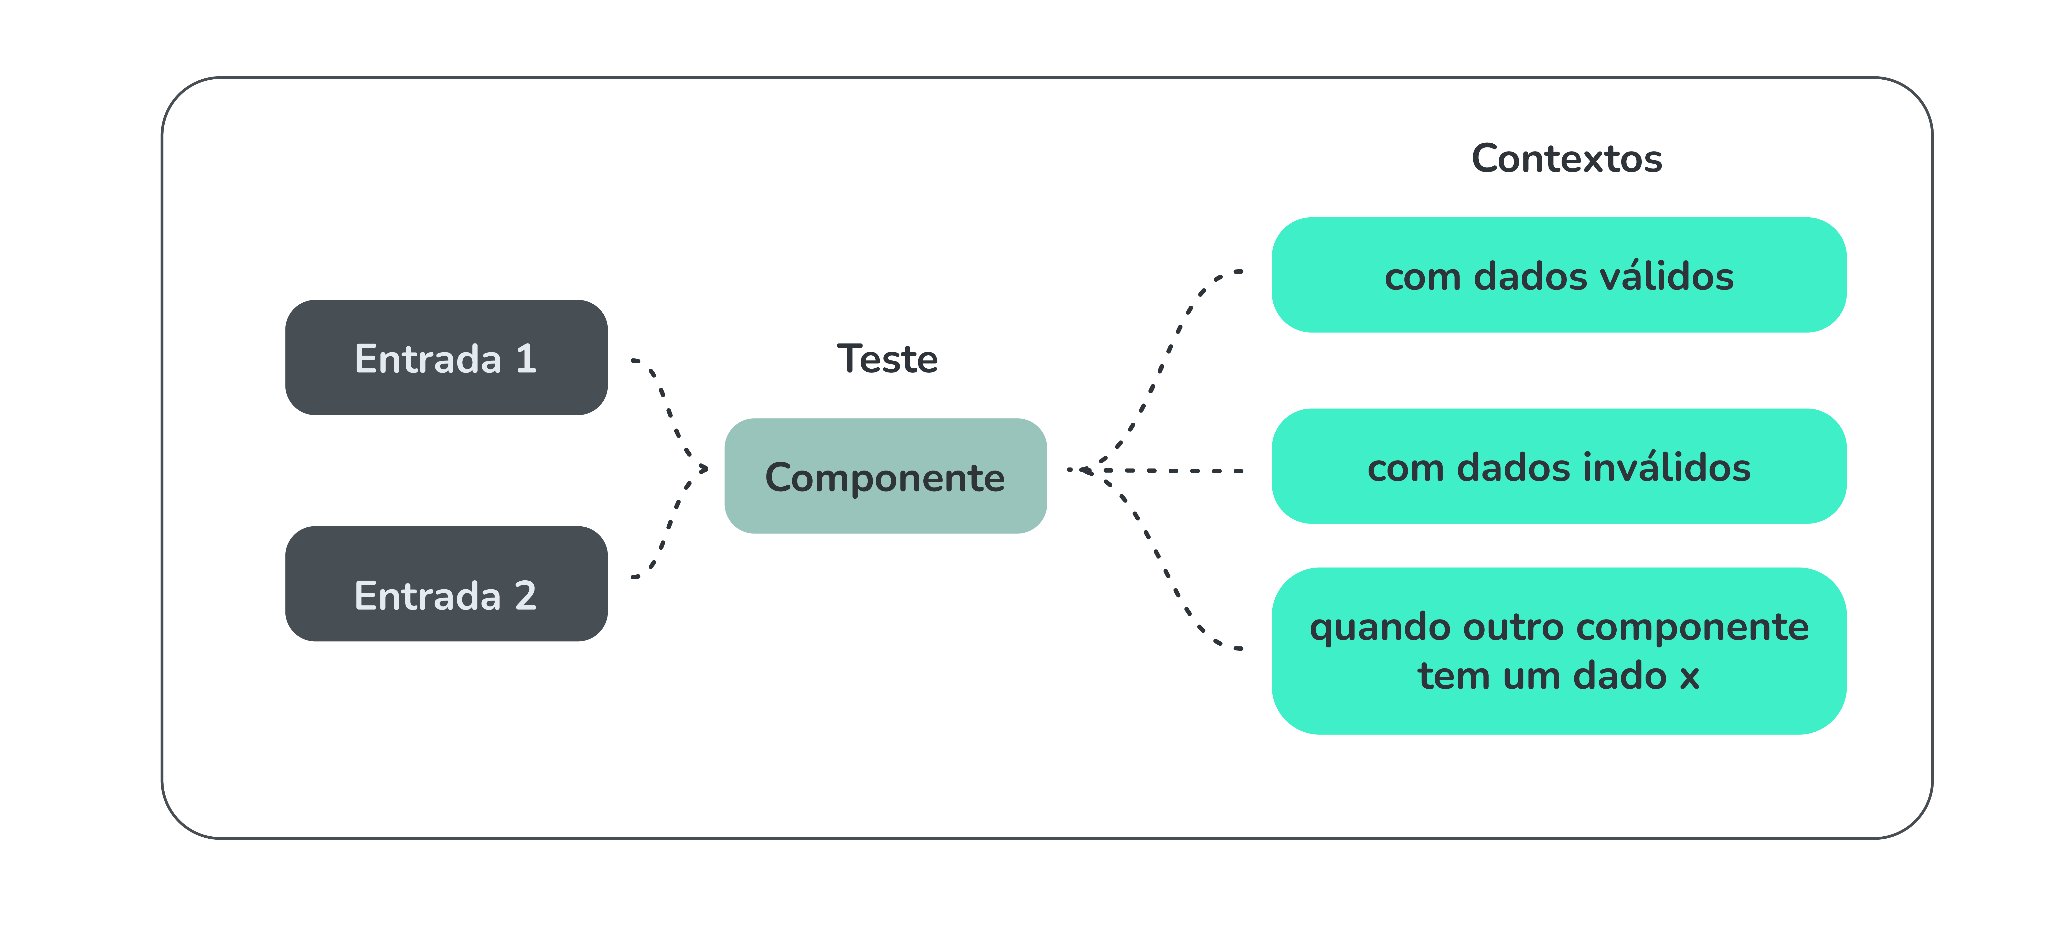 Entrada 1
Entrada 2
Teste
Componente
Contextos
com dados válidos
com dados inválidos
quando outro componente
tem um dado x